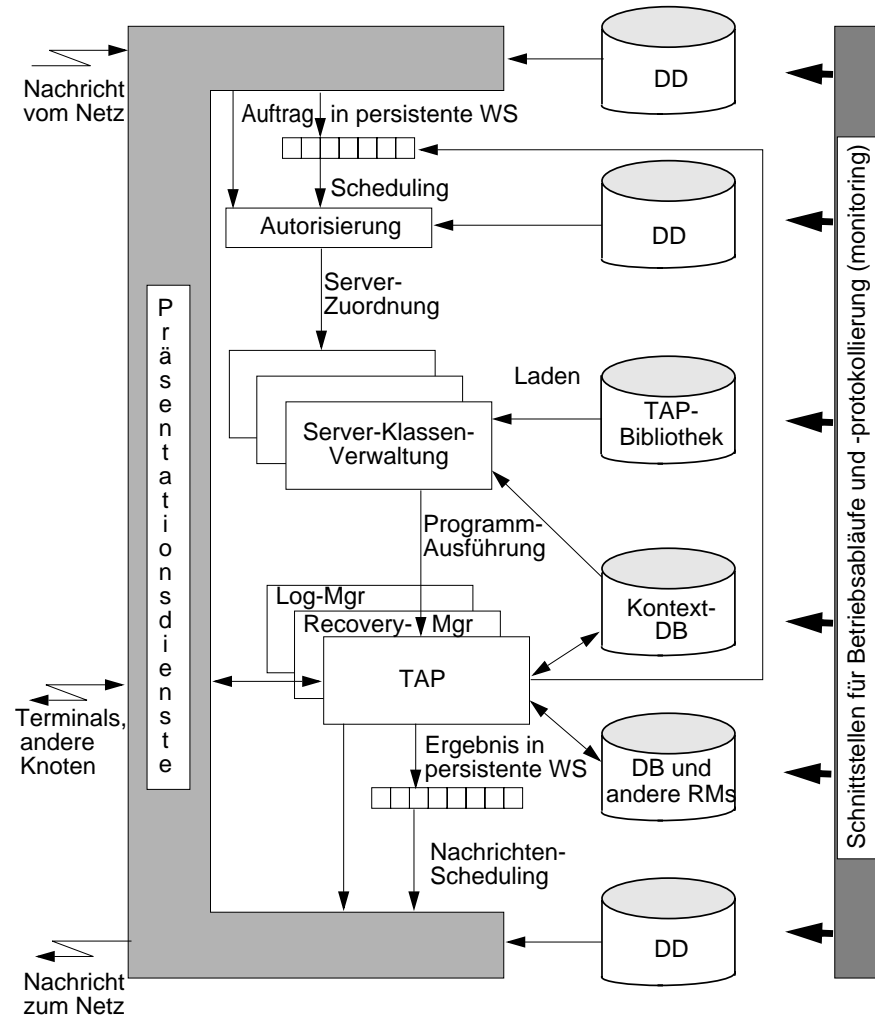 Nachricht
vom Netz
DD
Auftrag in persistente WS
Scheduling
Autorisierung
DD
Server-
Zuordnung
Präsentationsdienste
Laden
Server-Klassen-
Verwaltung
TAP-
Bibliothek
Programm-
Ausführung
Log-Mgr
Recovery- Mgr
TAP
Kontext-
DB
Terminals,
andere
Knoten
Ergebnis in
persistente WS
DB und
andere RMs
Nachrichten-
Scheduling
DD
Nachricht
zum Netz
Schnittstellen für Betriebsabläufe und -protokollierung (monitoring)